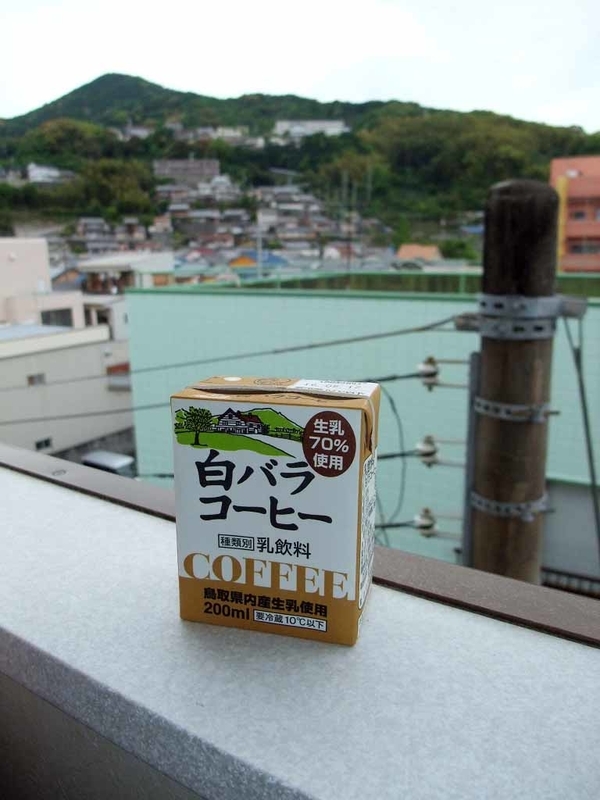 生乳
70%
使用
白バラ
コーヒー
種類別 乳飲料
COFFEE
鳥取県内産生乳使用
200ml 要冷蔵10℃以下